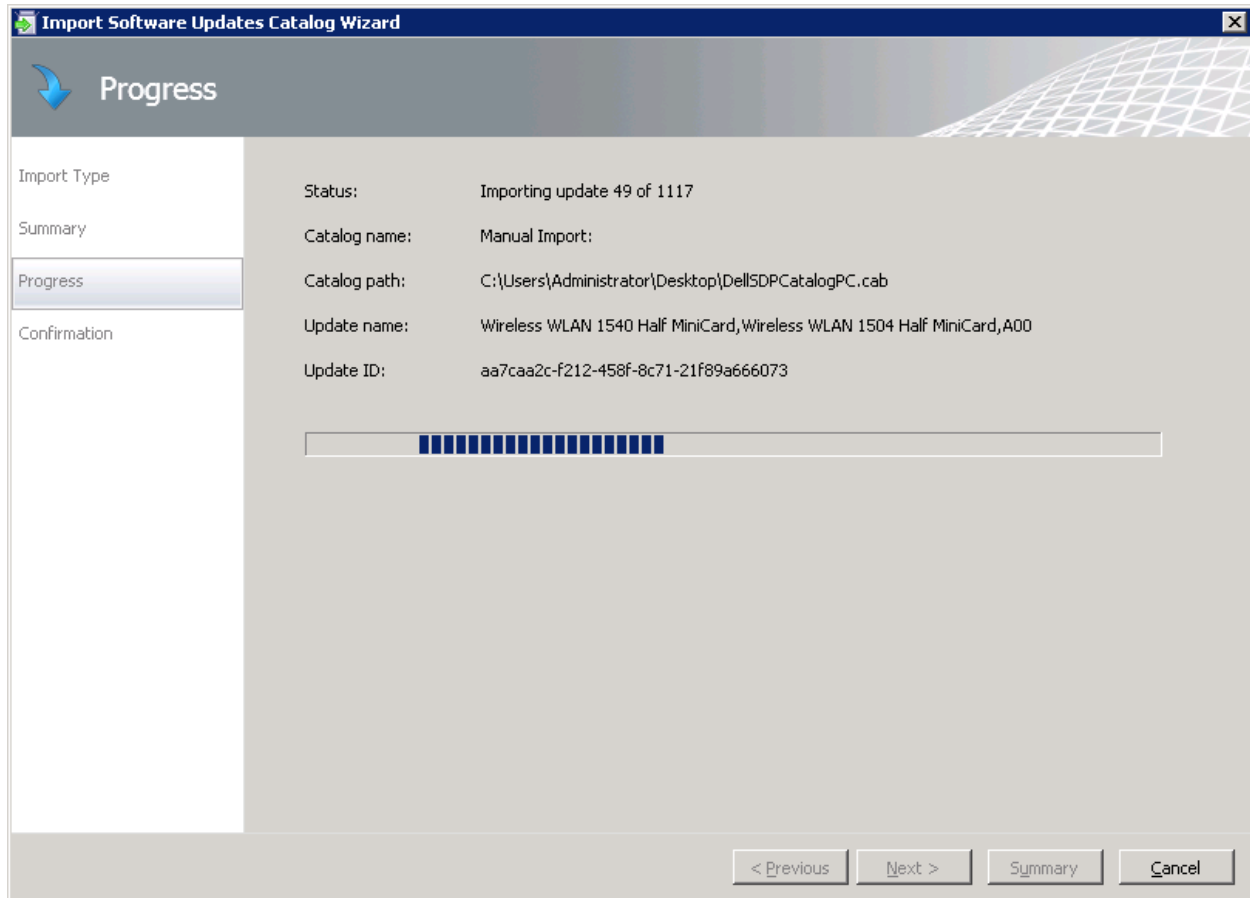 Import Software Updates Catalog Wizard
Progress
Import Type
Summary
Progress
Confirmation
Status: Importing update 49 of 1117
Catalog name: Manual Import:
Catalog path: C:\Users\Administrator\Desktop\DellSDPCatalogPC.cab
Update name: Wireless WLAN 1540 Half MiniCard,Wireless WLAN 1504 Half MiniCard,A00
Update ID: aa7caa2c-f212-458f-8c71-21f89a666073
< Previous Next > Summary Cancel